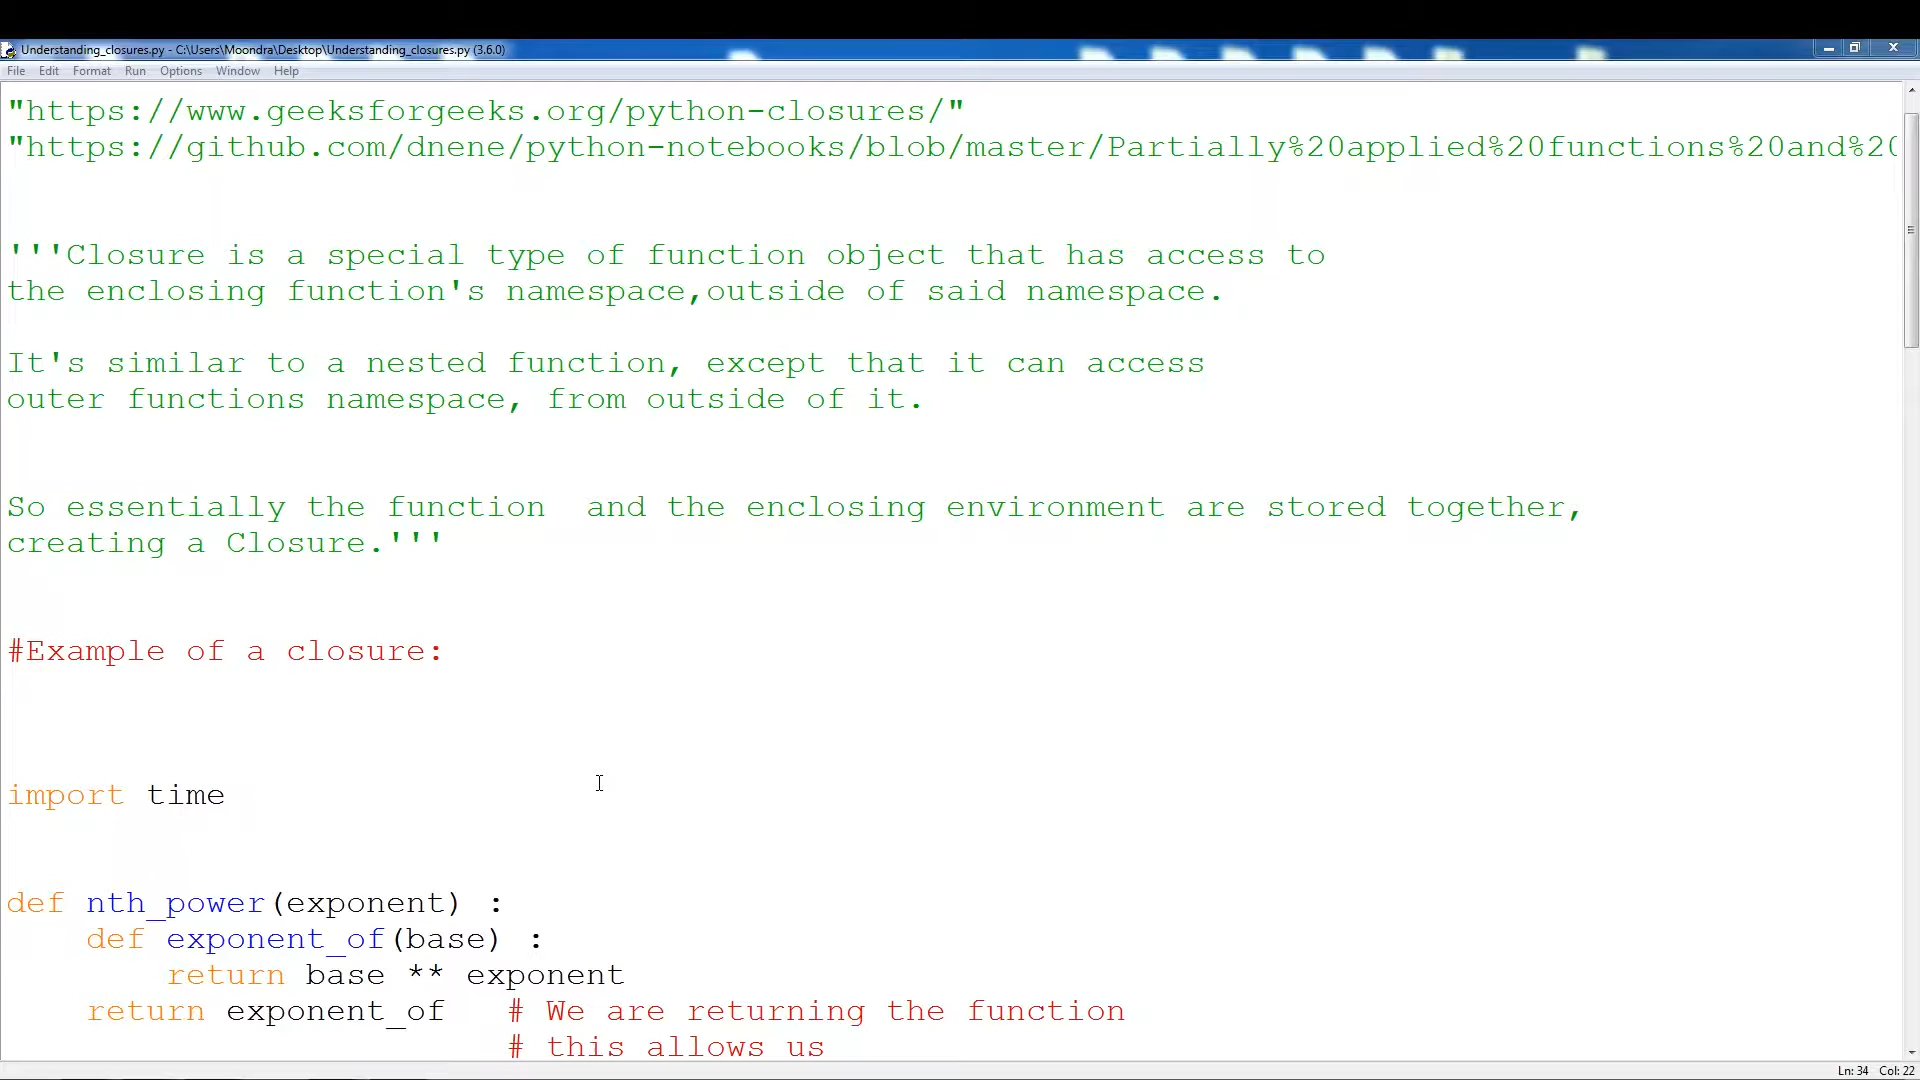 Understanding_closures.py - C:\Users\Moondra\Desktop\Understanding_closures.py (3.6.0)
File Edit Format Run Options Window Help
"https://www.geeksforgeeks.org/python-closures/"
"https://github.com/dnene/python-notebooks/blob/master/Partially%20applied%20functions%20and%20
'''Closure is a special type of function object that has access to
the enclosing function's namespace,outside of said namespace.
It's similar to a nested function, except that it can access
outer functions namespace, from outside of it.
So essentially the function  and the enclosing environment are stored together,
creating a Closure.'''
#Example of a closure:
import time
def nth_power(exponent) :
    def exponent_of(base) :
        return base ** exponent
    return exponent_of   # We are returning the function
                         # this allows us
Ln: 34 Col: 22